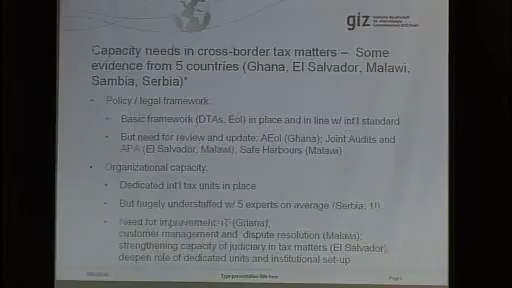 giz
Capacity needs in cross-border tax matters – Some
evidence from 5 countries (Ghana, El Salvador, Malawi,
Sambia, Serbia)*
- Policy / legal framework:
- Basic framework (DTAs, EoI) in place and in line w/ int'l standard
- But need for review and update: AEoI (Ghana); Joint Audits and
APA (El Salvador, Malawi), Safe Harbours (Malawi)
- Organizational capacity:
- Dedicated int'l tax units in place
- But hugely understaffed w/ 5 experts on average (Serbia: 1!)
- Need for improvement: IT (Ghana),
customer management and dispute resolution (Malawi);
strengthening capacity of judiciary in tax matters (El Salvador);
deepen role of dedicated units and institutional set-up
Type presentation title here